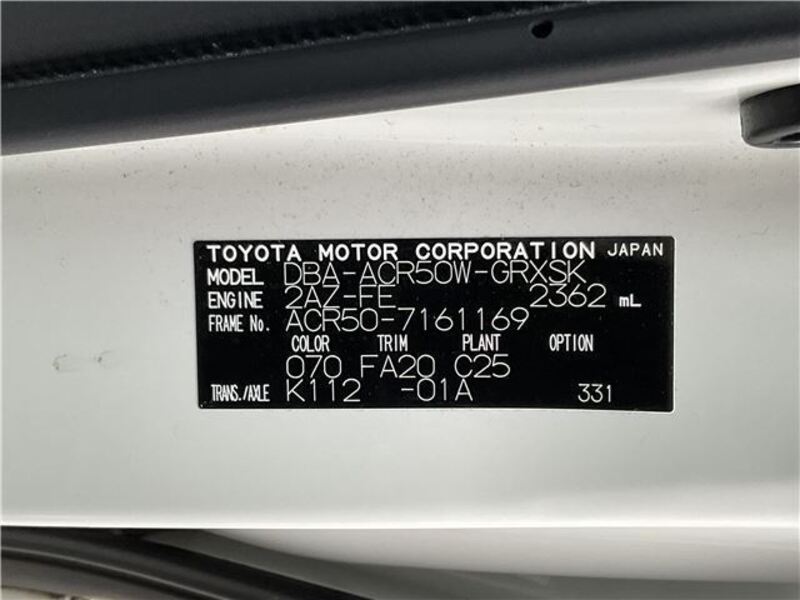 TOYOTA MOTOR CORPORATION JAPAN
MODEL DBA-ACR50W-GRXSK
ENGINE 2AZ-FE 2362 mL
FRAME No. ACR50-7161169
COLOR TRIM PLANT OPTION
070 FA20 C25
TRANS./AXLE K112 -01A 331